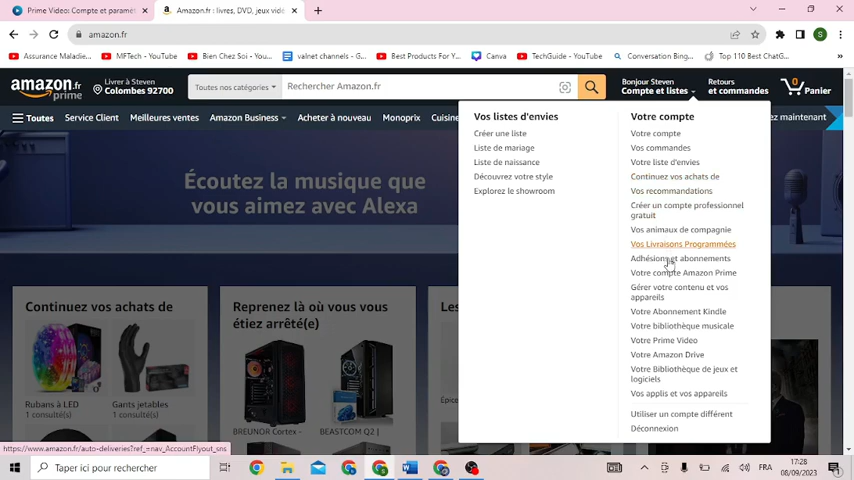 Prime Video: Compte et paramè
Amazon.fr : livres, DVD, jeux vidé
amazon.fr
Assurance Maladie...
MFTech - YouTube
Bien Chez Soi - You...
valnet channels - G...
Best Products For Y...
Canva
TechGuide - YouTube
Conversation Bing...
Top 110 Best ChatG...
amazon.fr
prime
Livrer à Steven
Colombes 92700
Toutes nos catégories
Rechercher Amazon.fr
Bonjour Steven
Compte et listes
Retours
et commandes
0
Panier
Toutes
Service Client
Meilleures ventes
Amazon Business
Acheter à nouveau
Monoprix
Cuisine
z maintenant
Écoutez la musique que
vous aimez avec Alexa
Vos listes d'envies
Créer une liste
Liste de mariage
Liste de naissance
Découvrez votre style
Explorez le showroom
Votre compte
Votre compte
Vos commandes
Votre liste d'envies
Continuez vos achats de
Vos recommandations
Créer un compte professionnel
gratuit
Vos animaux de compagnie
Vos Livraisons Programmées
Adhésions et abonnements
Votre compte Amazon Prime
Gérer votre contenu et vos
appareils
Votre Abonnement Kindle
Votre bibliothèque musicale
Votre Prime Video
Votre Amazon Drive
Votre Bibliothèque de jeux et
logiciels
Vos applis et vos appareils
Utiliser un compte différent
Déconnexion
Continuez vos achats de
Rubans à LED
1 consulté(s)
Gants jetables
1 consulté(s)
Reprenez là où vous vous
étiez arrêté(e)
BREUNOR Cortex -
BEASTCOM Q2 |
https://www.amazon.fr/auto-deliveries?ref_=nav_AccountFlyout_sns
Taper ici pour rechercher
FRA
17:28
08/09/2023